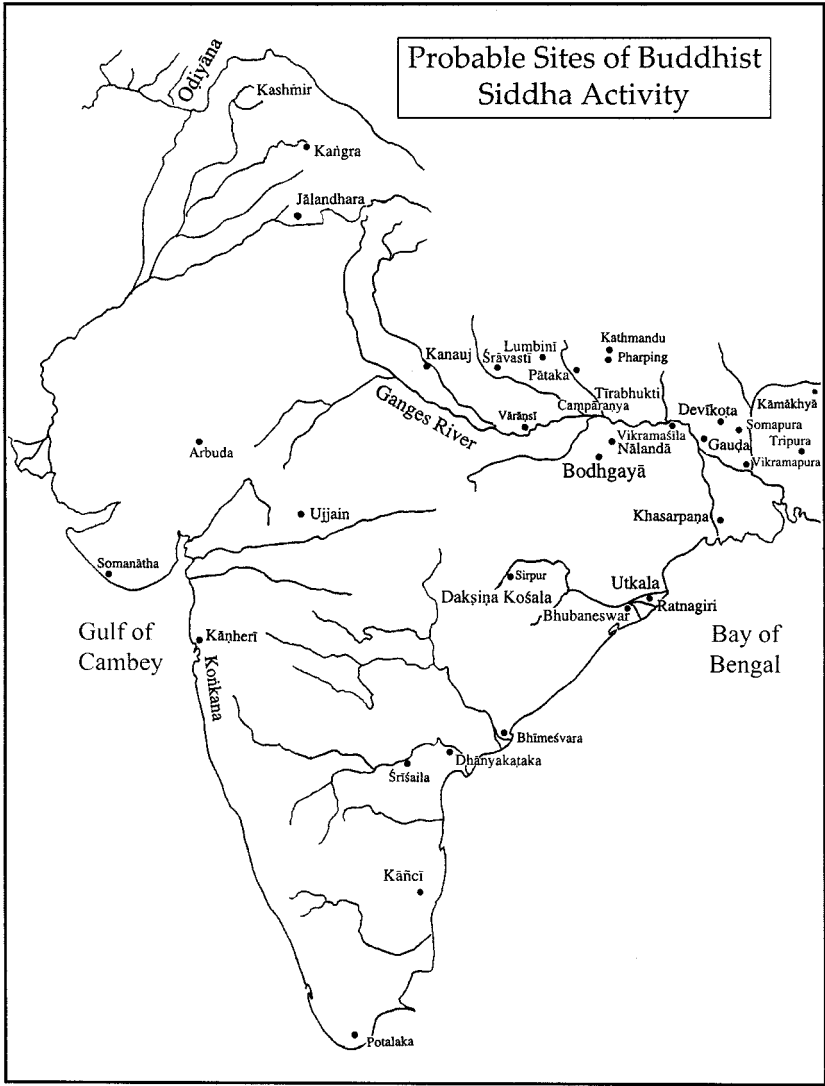 Probable Sites of Buddhist
Siddha Activity
Oḍiyāna
Kashmir
Kaṅgra
Jālandhara
Kathmandu
Pharping
Lumbinī
Kanauj
Śrāvastī
Pātaka
Tīrabhukti
Kāmākhyā
Campāraṇya
Devīkoṭa
Ganges River
Vārāṇsī
Somapura
Vikramaśīla
Gauḍa
Tripura
Arbuda
Nālandā
Vikramapura
Bodhgayā
Ujjain
Khasarpaṇa
Somanātha
Sirpur
Utkala
Dakṣiṇa Kośala
Ratnagiri
Bhubaneswar
Gulf of
Cambey
Kāṇherī
Bay of
Bengal
Koṅkana
Bhīmeśvara
Dhānyakaṭaka
Śrīśaila
Kāñcī
Potalaka